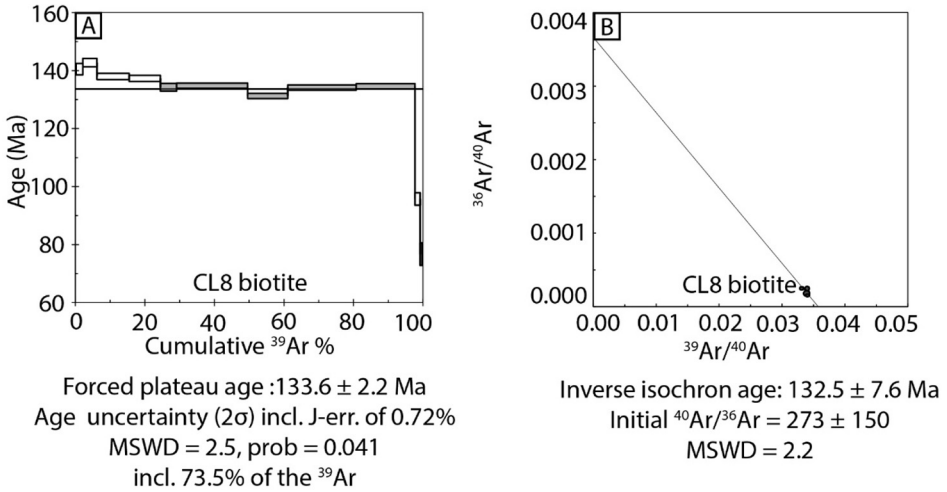 A
160
140
120
100
80
60
Age (Ma)
CL8 biotite
0 20 40 60 80 100
Cumulative ³⁹Ar %
Forced plateau age :133.6 ± 2.2 Ma
Age uncertainty (2σ) incl. J-err. of 0.72%
MSWD = 2.5, prob = 0.041
incl. 73.5% of the ³⁹Ar
B
0.004
0.003
0.002
0.001
0.000
³⁶Ar/⁴⁰Ar
CL8 biotite
0.00 0.01 0.02 0.03 0.04 0.05
³⁹Ar/⁴⁰Ar
Inverse isochron age: 132.5 ± 7.6 Ma
Initial ⁴⁰Ar/³⁶Ar = 273 ± 150
MSWD = 2.2